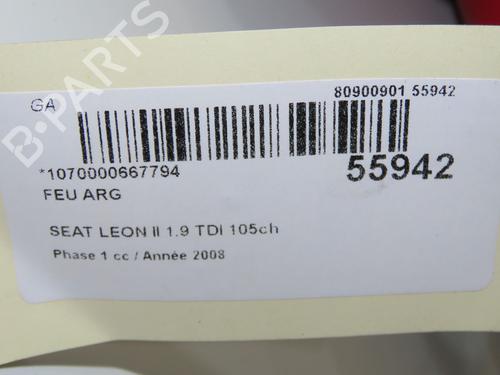 80900901 55942
GA
B-PARTS
*1070000667794
55942
FEU ARG
SEAT LEON II 1.9 TDI 105ch
Phase 1 cc / Année 2008